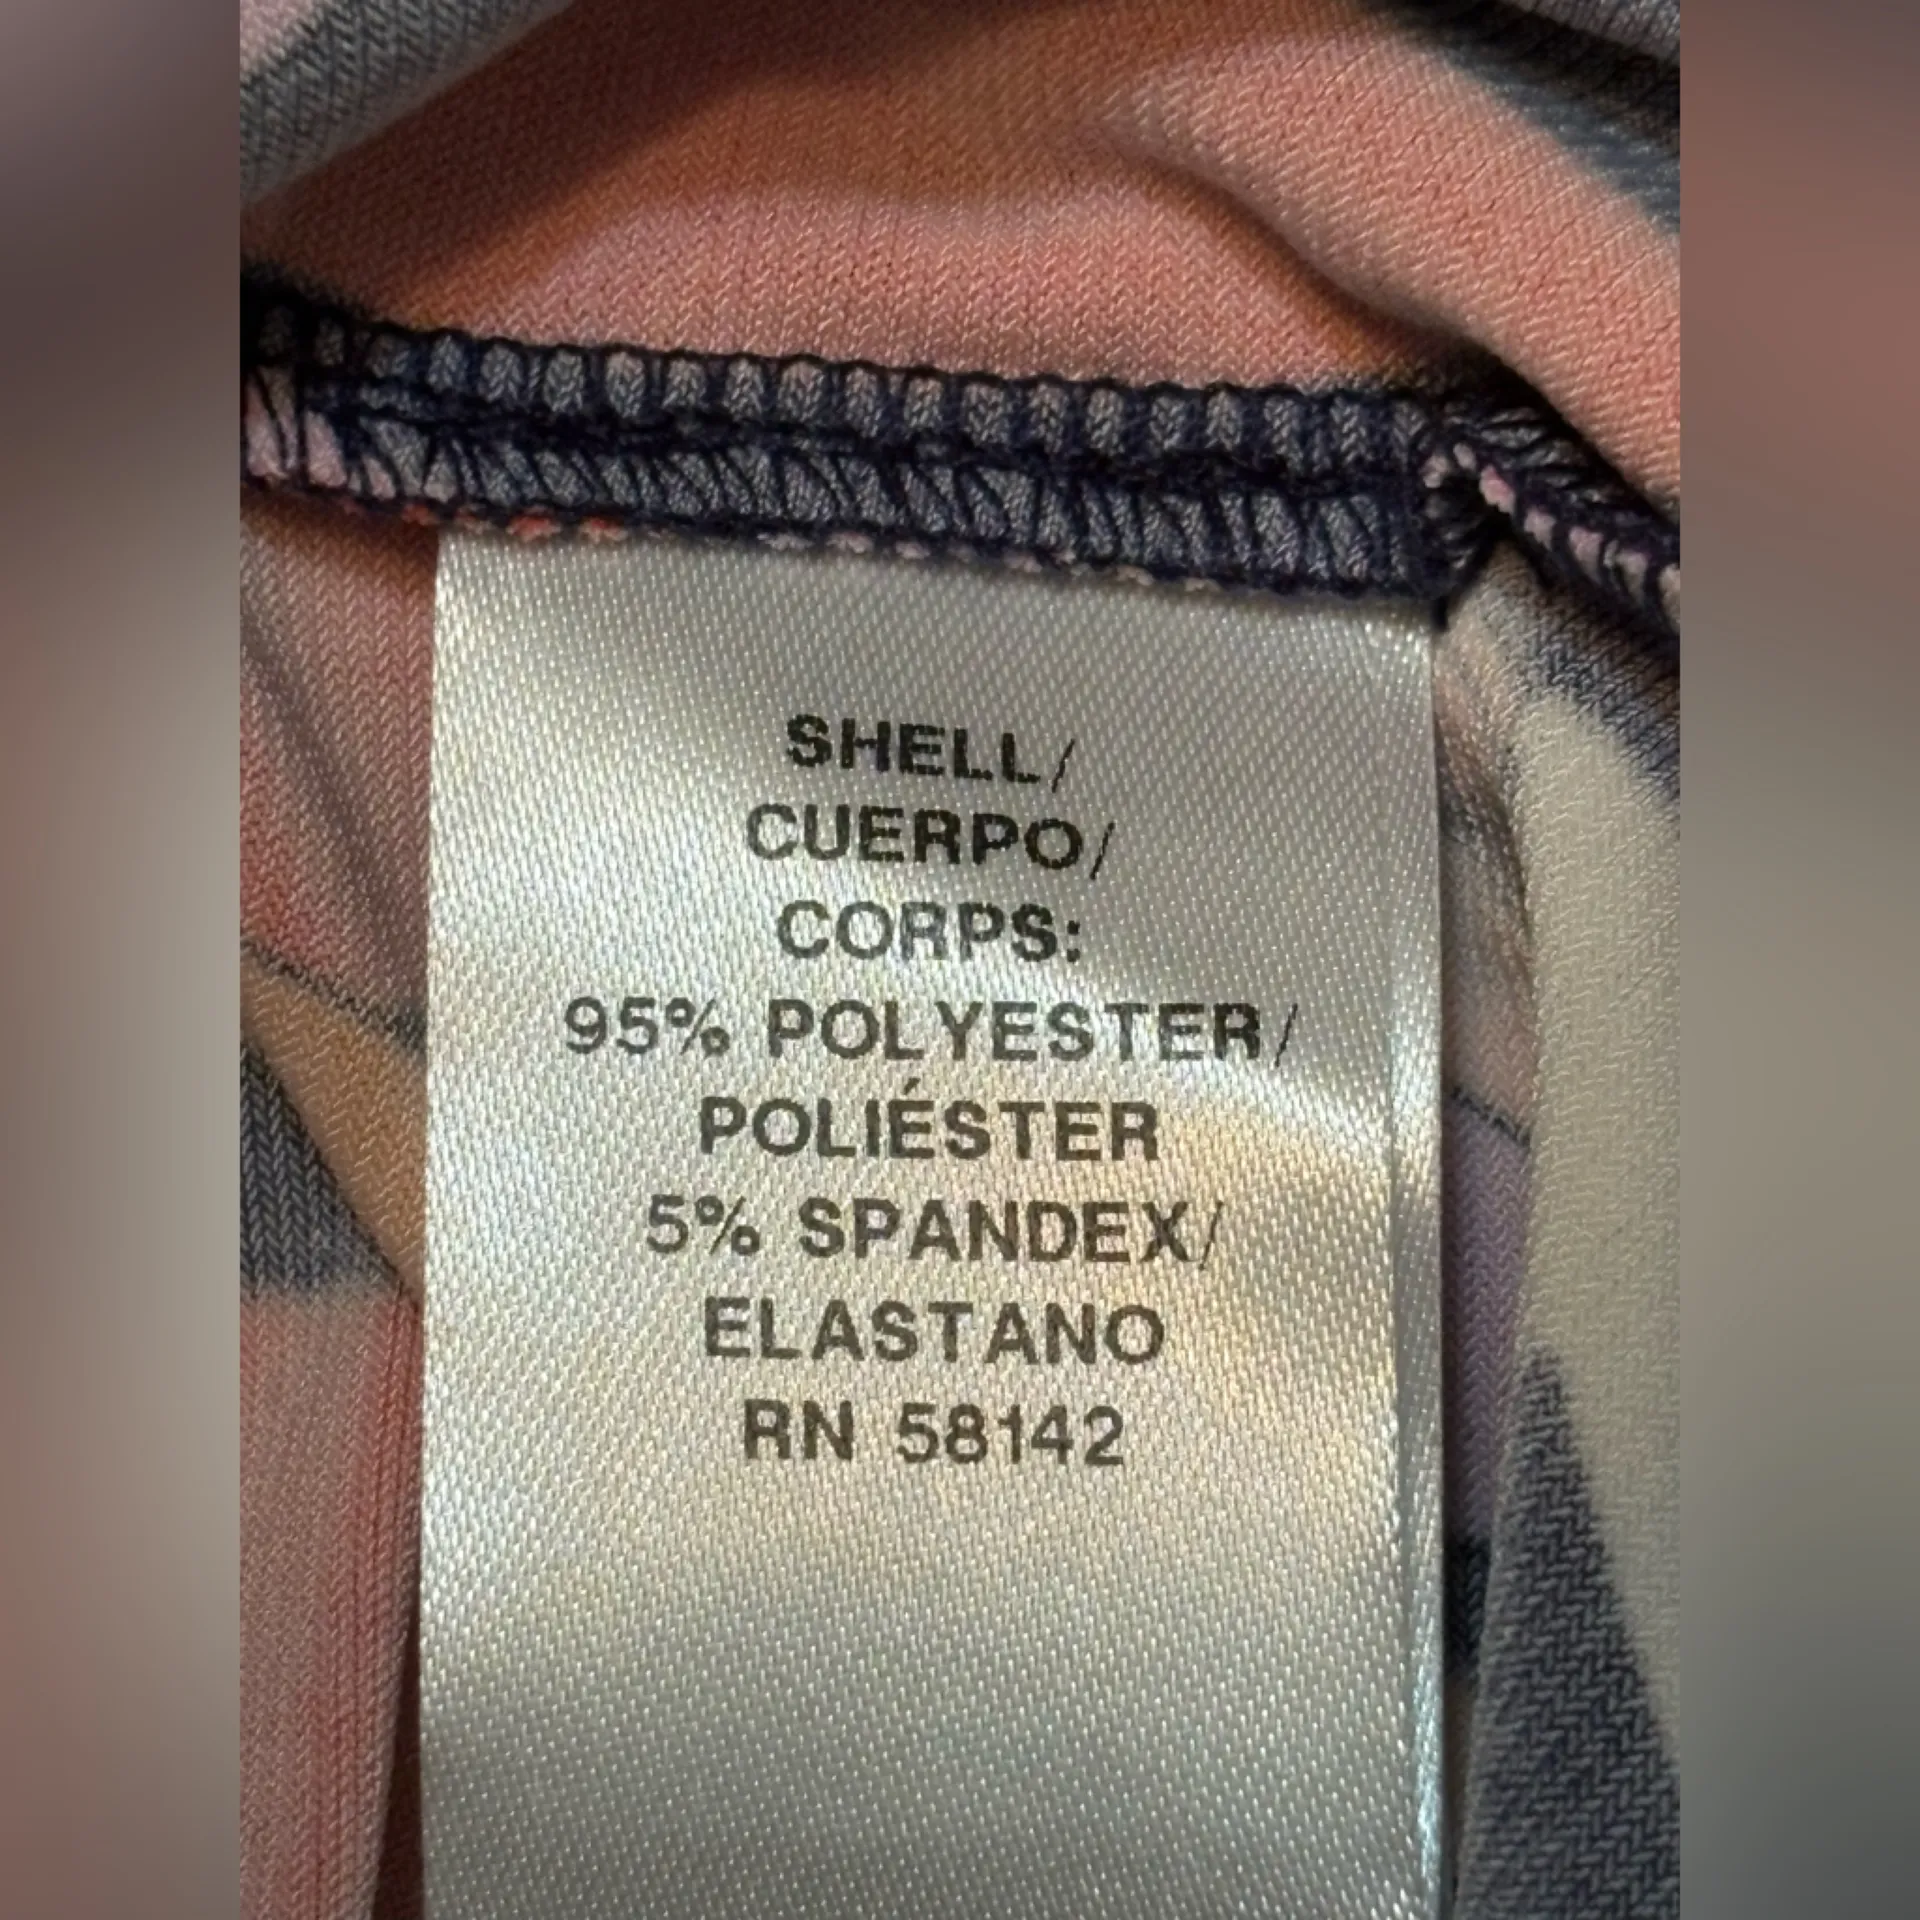 SHELL/
CUERPO/
CORPS:
95% POLYESTER/
POLIÉSTER
5% SPANDEX/
ELASTANO
RN 58142